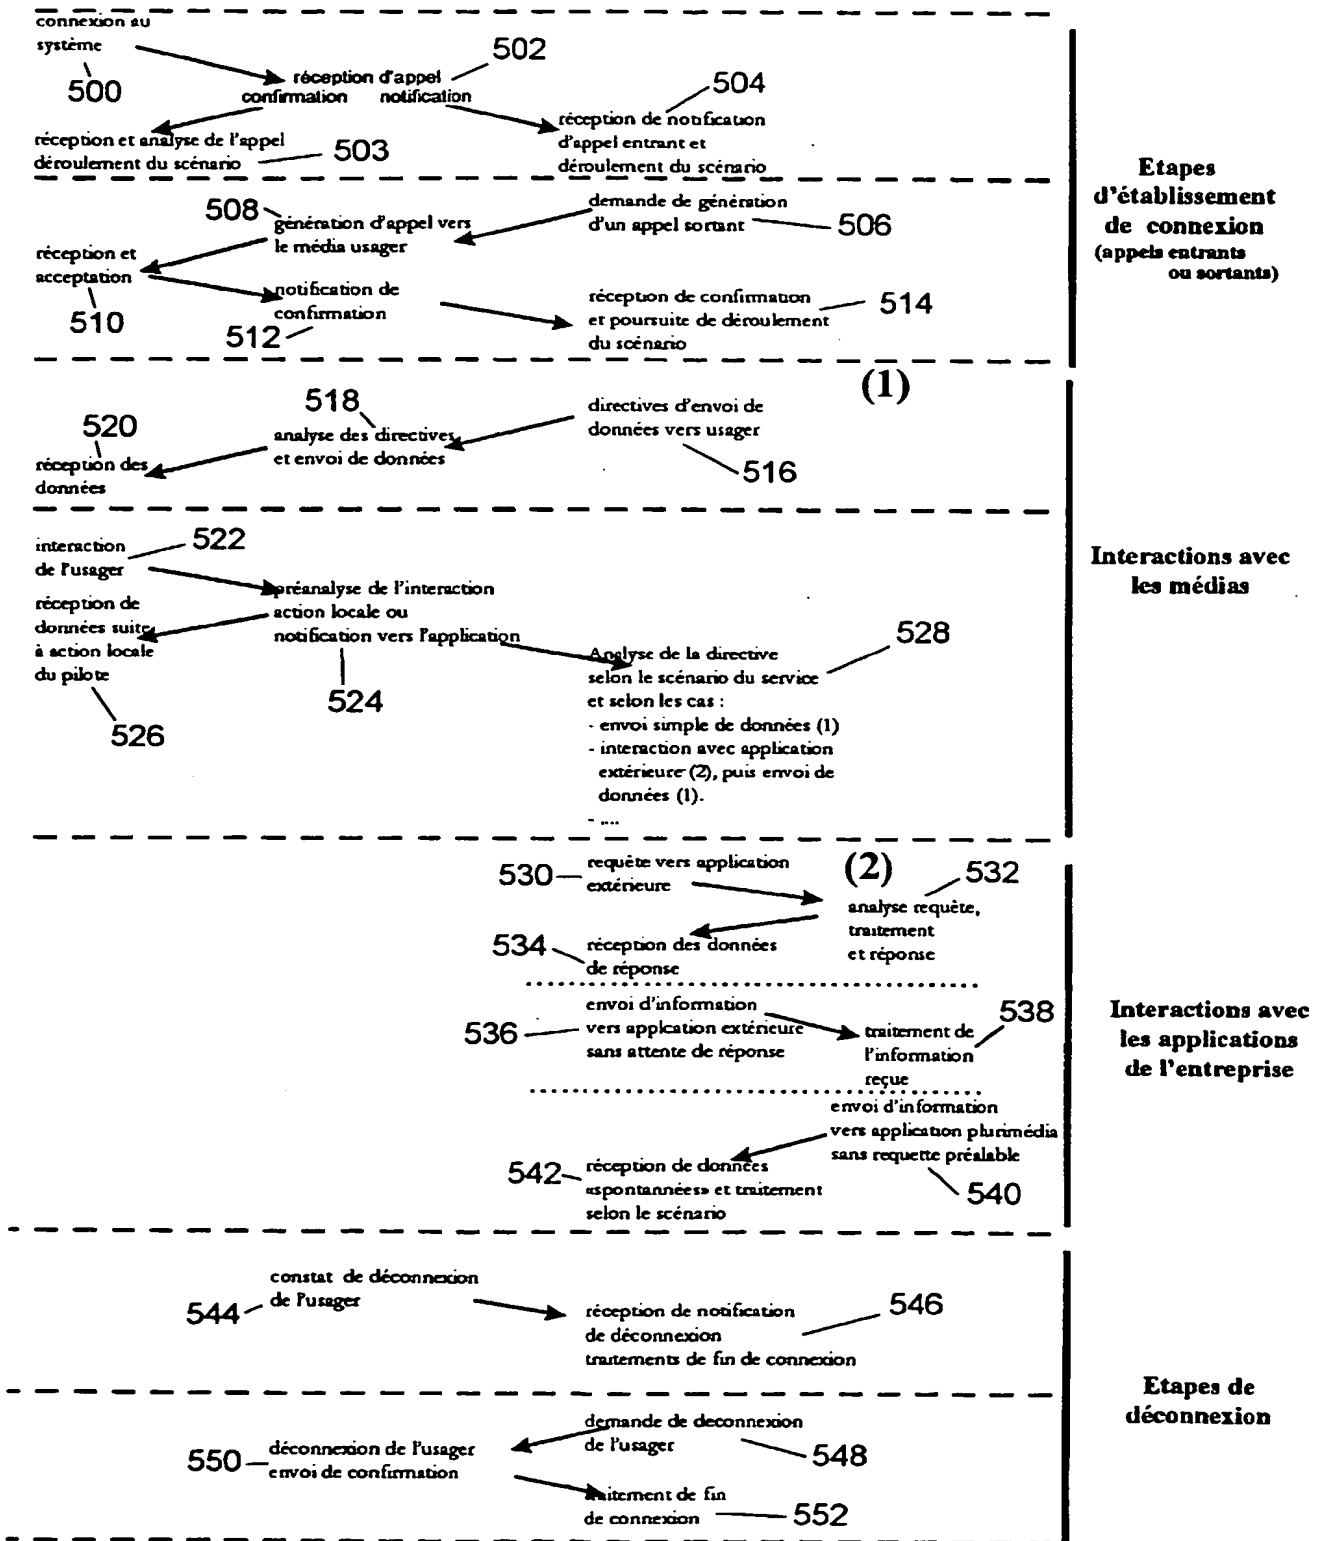 connexion au
système
500
502
réception d'appel
confirmation notification
504
réception de notification
d'appel entrant et
déroulement du scénario
réception et analyse de l'appel
déroulement du scénario
503
Etapes
d'établissement
de connexion
(appels entrants
ou sortants)
508
génération d'appel vers
le média usager
demande de génération
d'un appel sortant
506
réception et
acceptation
510
notification de
confirmation
512
réception de confirmation
et poursuite de déroulement
du scénario
514
(1)
518
analyse des directives
et envoi de données
directives d'envoi de
données vers usager
516
520
réception des
données
Interactions avec
les médias
interaction
de l'usager
522
préanalyse de l'interaction
action locale ou
notification vers l'application
524
réception de
données suite
à action locale
du pilote
526
528
Analyse de la directive
selon le scénario du service
et selon les cas :
- envoi simple de données (1)
- interaction avec application
extérieure (2), puis envoi de
données (1).
- ....
530
requête vers application
extérieure
(2)
532
analyse requête,
traitement
et réponse
534
réception des données
de réponse
Interactions avec
les applications
de l'entreprise
536
envoi d'information
vers applcation extérieure
sans attente de réponse
538
traitement de
l'information
reçue
envoi d'information
vers application plurimédia
sans requette préalable
540
542
réception de données
«spontannées» et traitement
selon le scénario
544
constat de déconnexion
de l'usager
546
réception de notification
de déconnexion
traitements de fin de connexion
Etapes de
déconnexion
demande de deconnexion
de l'usager
548
550
déconnexion de l'usager
envoi de confirmation
traitement de fin
de connexion
552